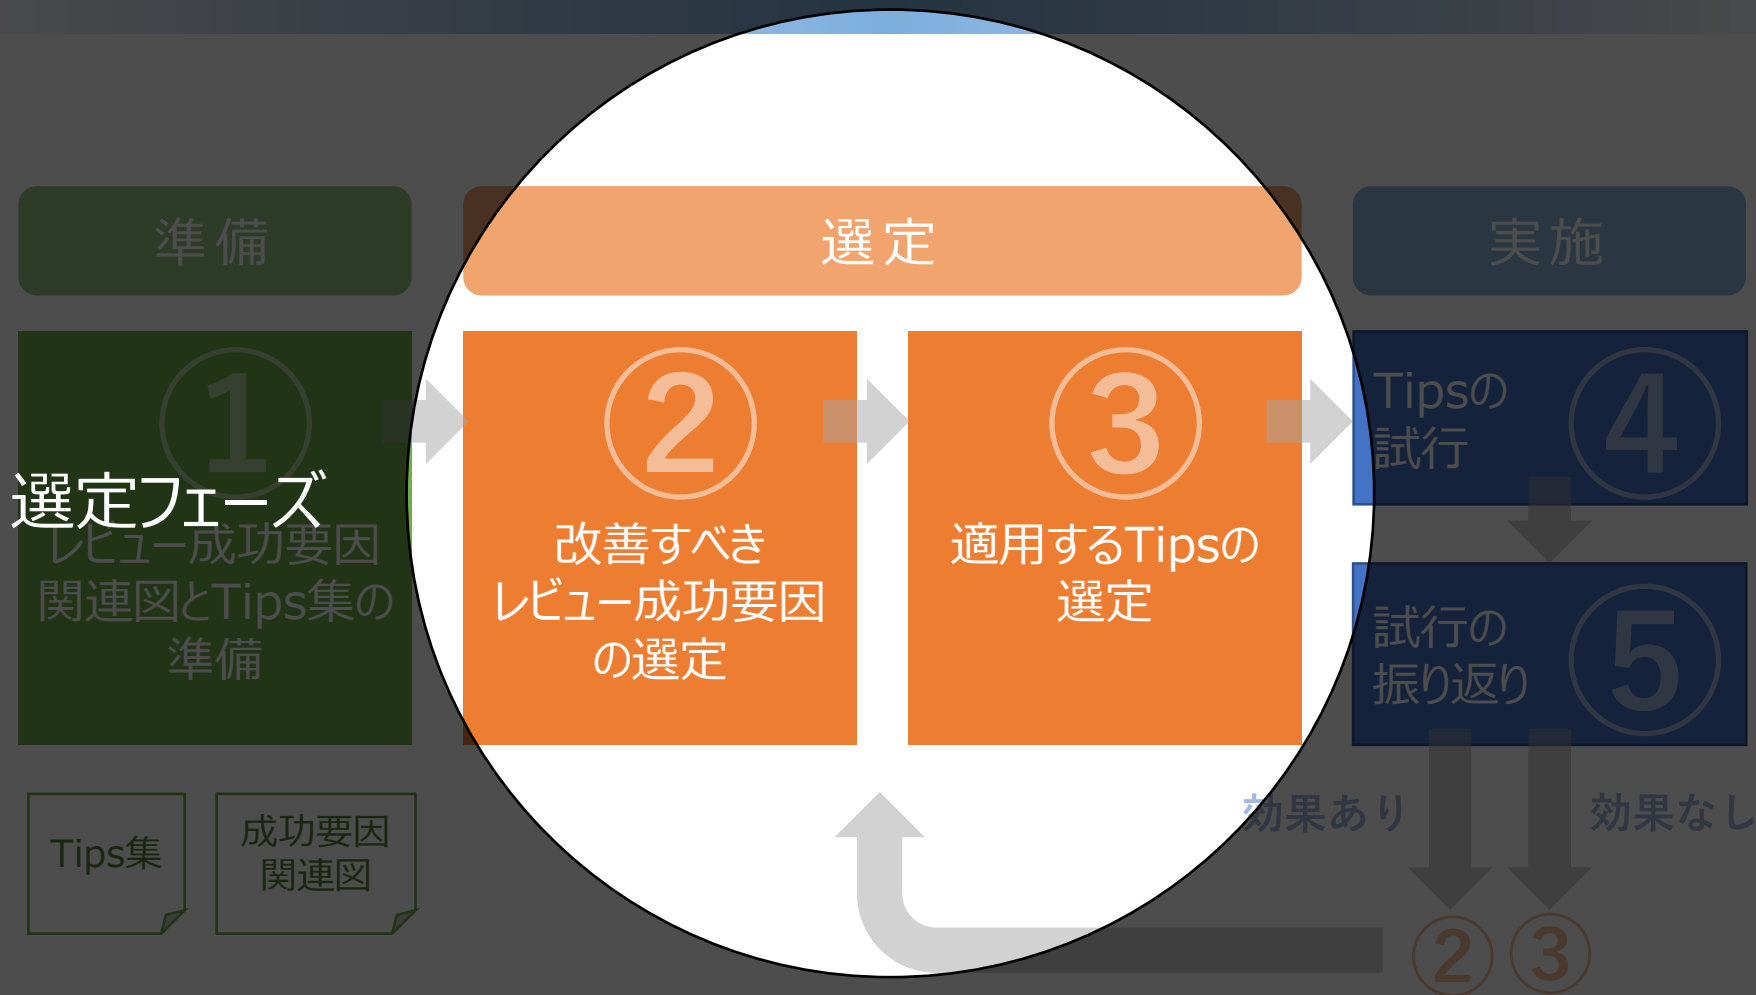 準備
選定
実施
①
レビュー成功要因
関連図とTips集の
準備
選定フェーズ
②
改善すべき
レビュー成功要因
の選定
③
適用するTipsの
選定
Tipsの
試行
④
試行の
振り返り
⑤
Tips集
成功要因
関連図
効果あり
効果なし
②
③